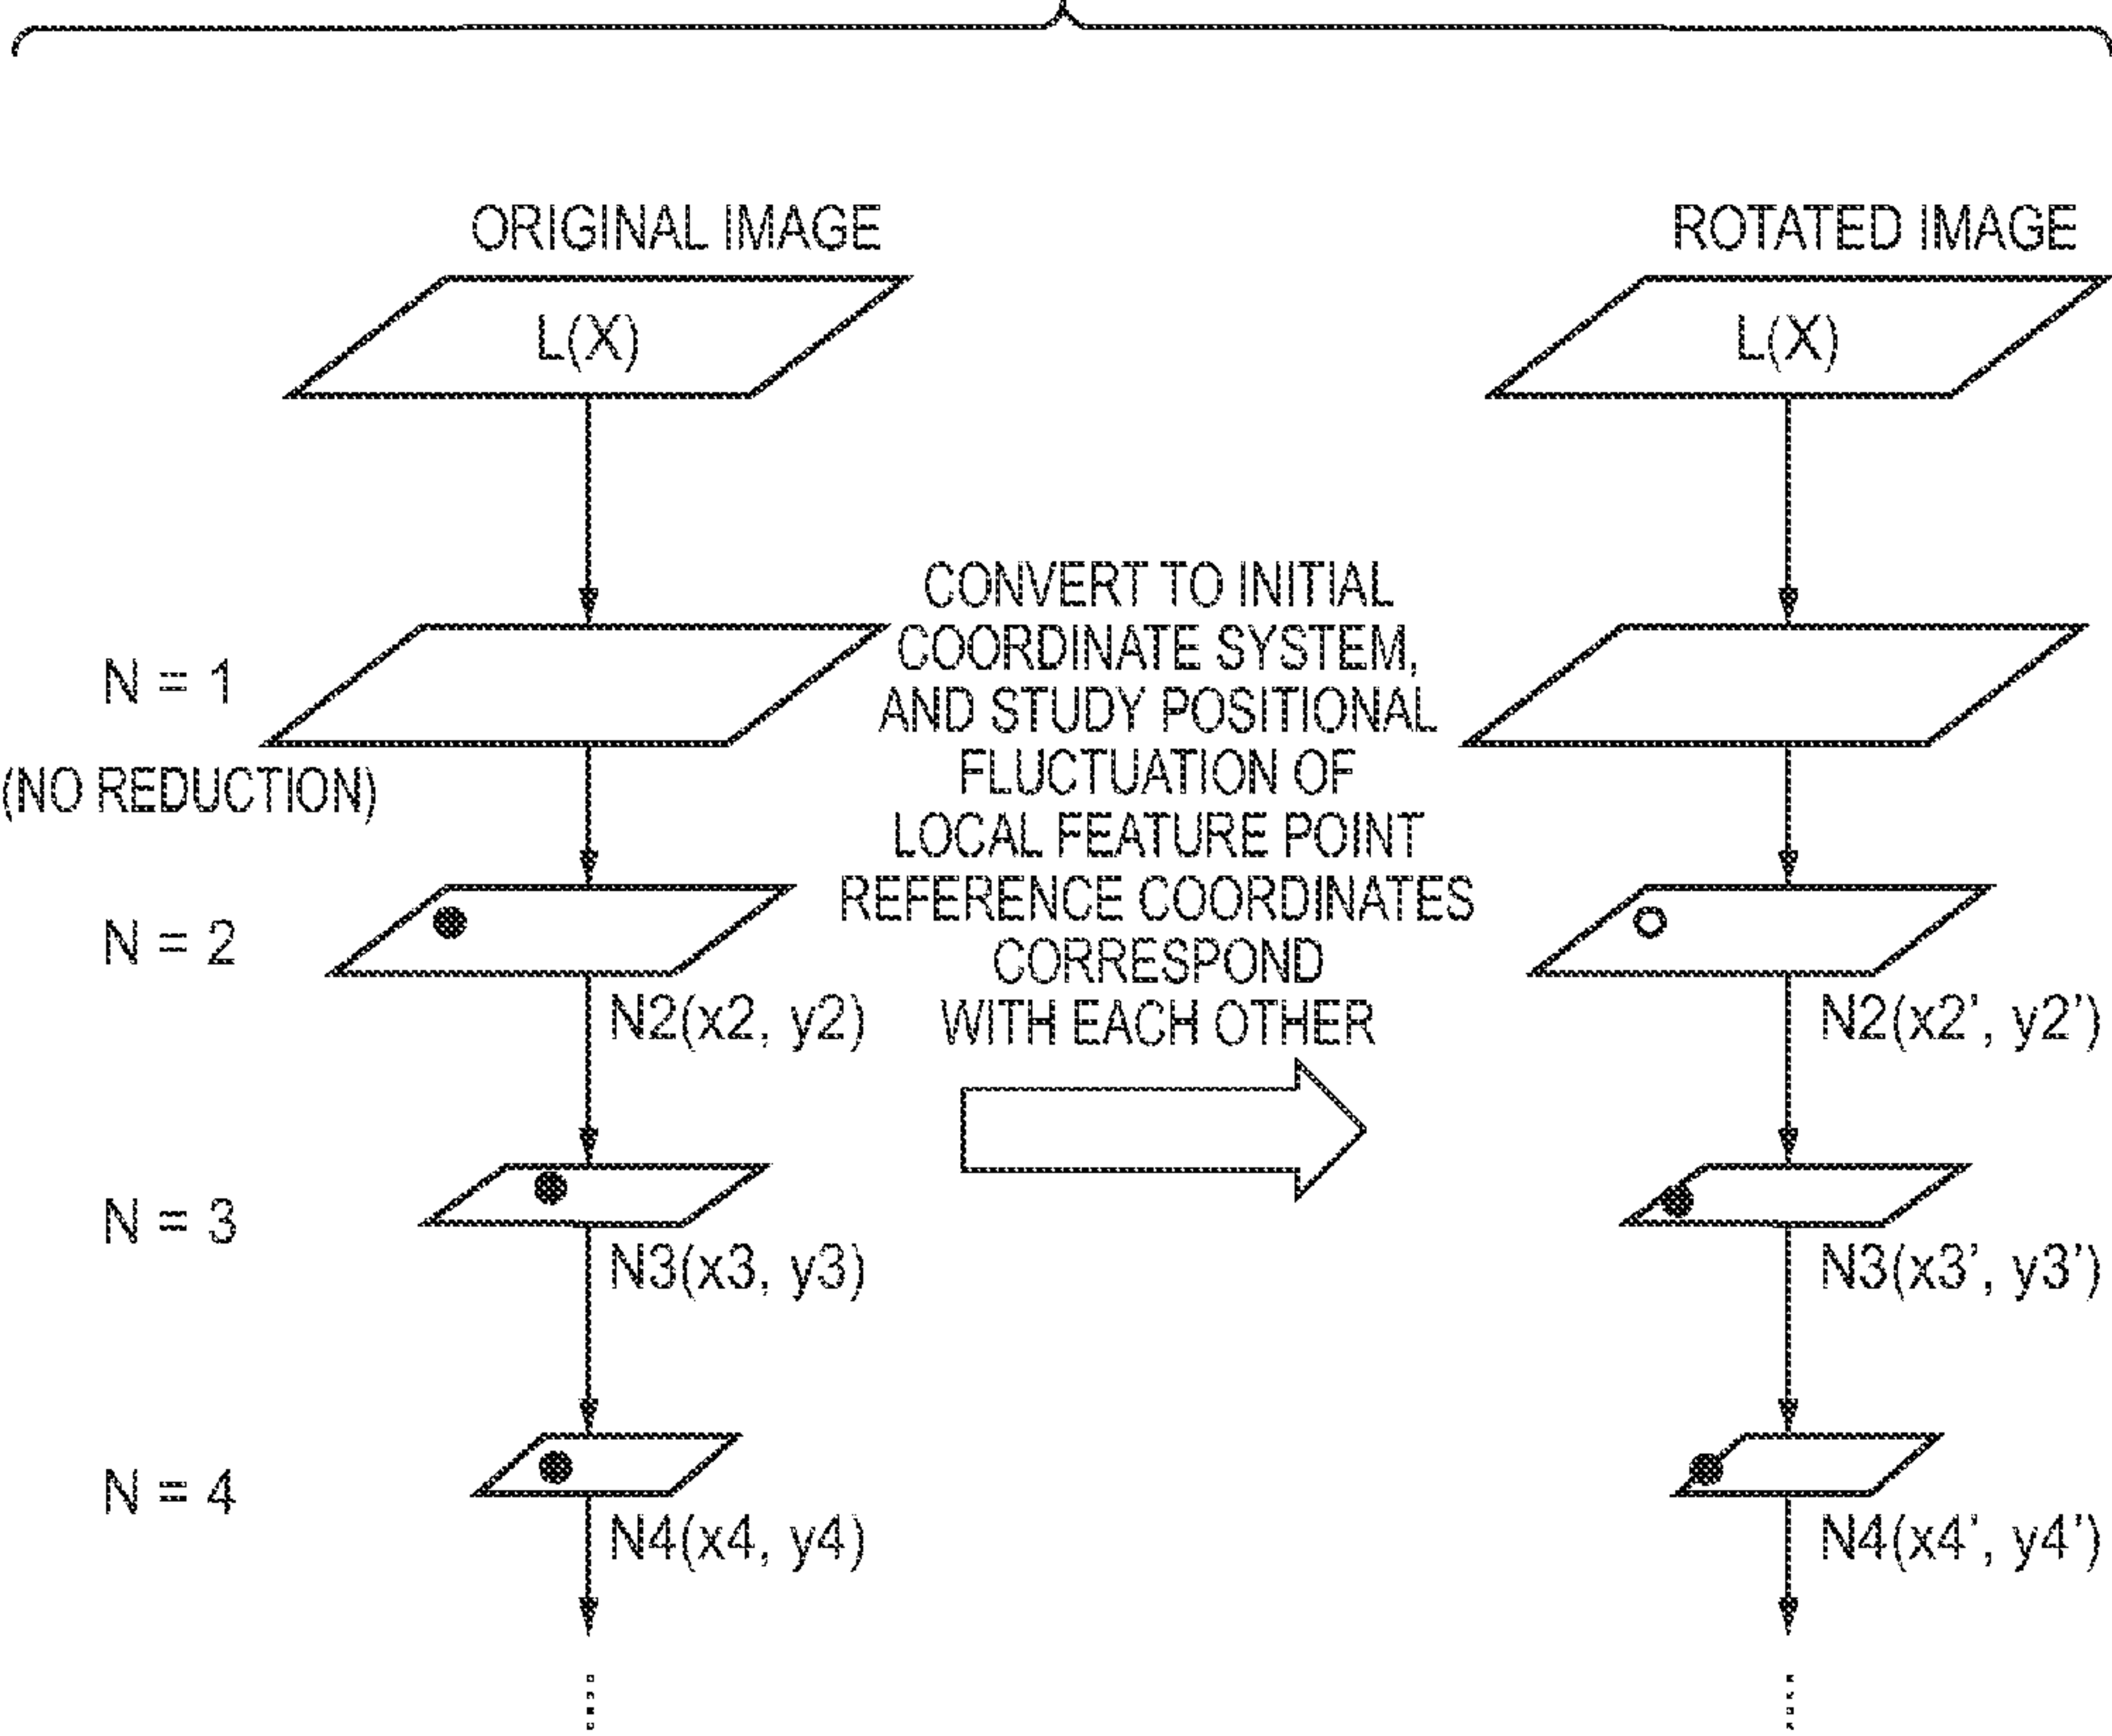 ORIGINAL IMAGE
ROTATED IMAGE
L(X)
L(X)
N = 1
(NO REDUCTION)
CONVERT TO INITIAL
COORDINATE SYSTEM,
AND STUDY POSITIONAL
FLUCTUATION OF
LOCAL FEATURE POINT
REFERENCE COORDINATES
CORRESPOND
WITH EACH OTHER
N = 2
N2(x2, y2)
N2(x2', y2')
N = 3
N3(x3, y3)
N3(x3', y3')
N = 4
N4(x4, y4)
N4(x4', y4')